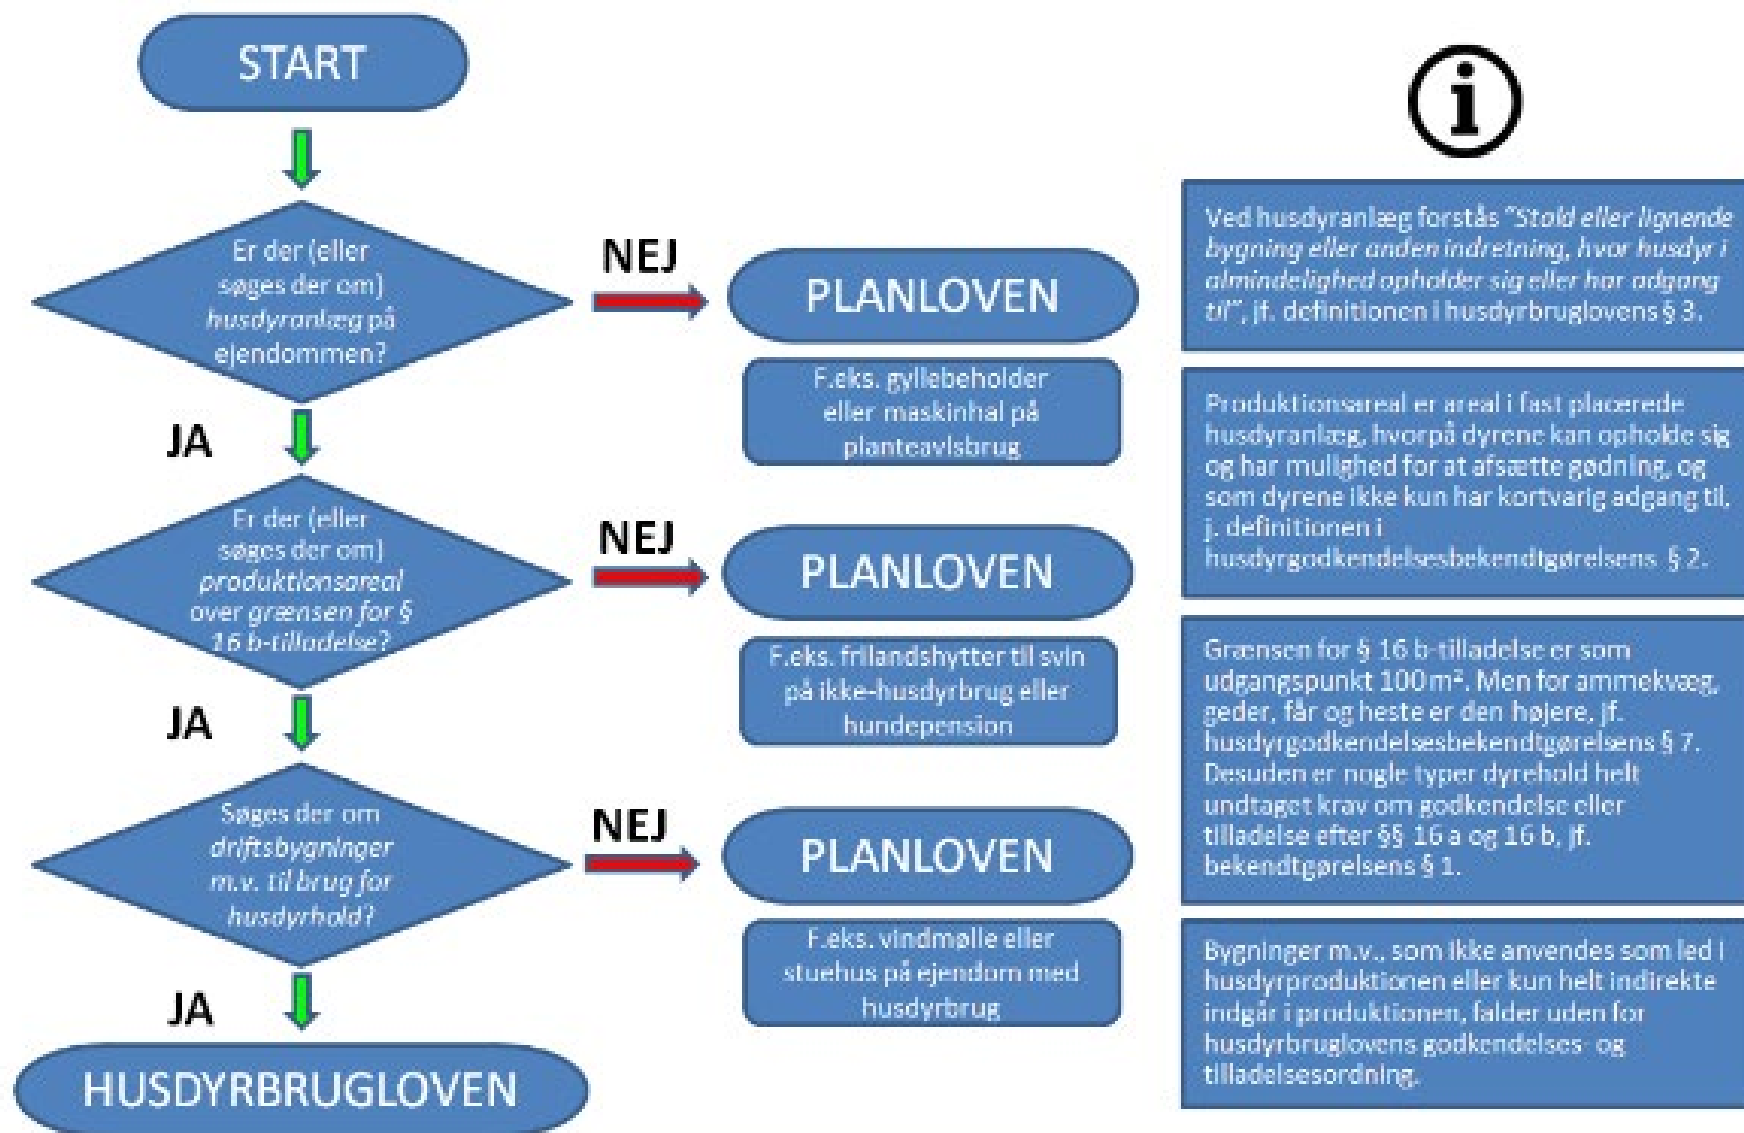 START
Er der (eller
søges der om)
husdyranlæg på
ejendommen?
NEJ
PLANLOVEN
F.eks. gyllebeholder
eller maskinhal på
planteavlsbrug
JA
Er der (eller
søges der om)
produktionsareal
over grænsen for §
16 b-tilladelse?
NEJ
PLANLOVEN
F.eks. frilandshytter til svin
på ikke-husdyrbrug eller
hundepension
JA
Søges der om
driftsbygninger
m.v. til brug for
husdyrhold?
NEJ
PLANLOVEN
F.eks. vindmølle eller
stuehus på ejendom med
husdyrbrug
JA
HUSDYRBRUGLOVEN
i
Ved husdyranlæg forstås "Stald eller lignende
bygning eller anden indretning, hvor husdyr i
almindelighed opholder sig eller har adgang
til", jf. definitionen i husdyrbruglovens § 3.
Produktionsareal er areal i fast placerede
husdyranlæg, hvorpå dyrene kan opholde sig
og har mulighed for at afsætte gødning, og
som dyrene ikke kun har kortvarig adgang til,
j. definitionen i
husdyrgodkendelsesbekendtgørelsens § 2.
Grænsen for § 16 b-tilladelse er som
udgangspunkt 100 m². Men for ammekvæg,
geder, får og heste er den højere, jf.
husdyrgodkendelsesbekendtgørelsens § 7.
Desuden er nogle typer dyrehold helt
undtaget krav om godkendelse eller
tilladelse efter §§ 16 a og 16 b, jf.
bekendtgørelsens § 1.
Bygninger m.v., som ikke anvendes som led i
husdyrproduktionen eller kun helt indirekte
indgår i produktionen, falder uden for
husdyrbruglovens godkendelses- og
tilladelsesordning.